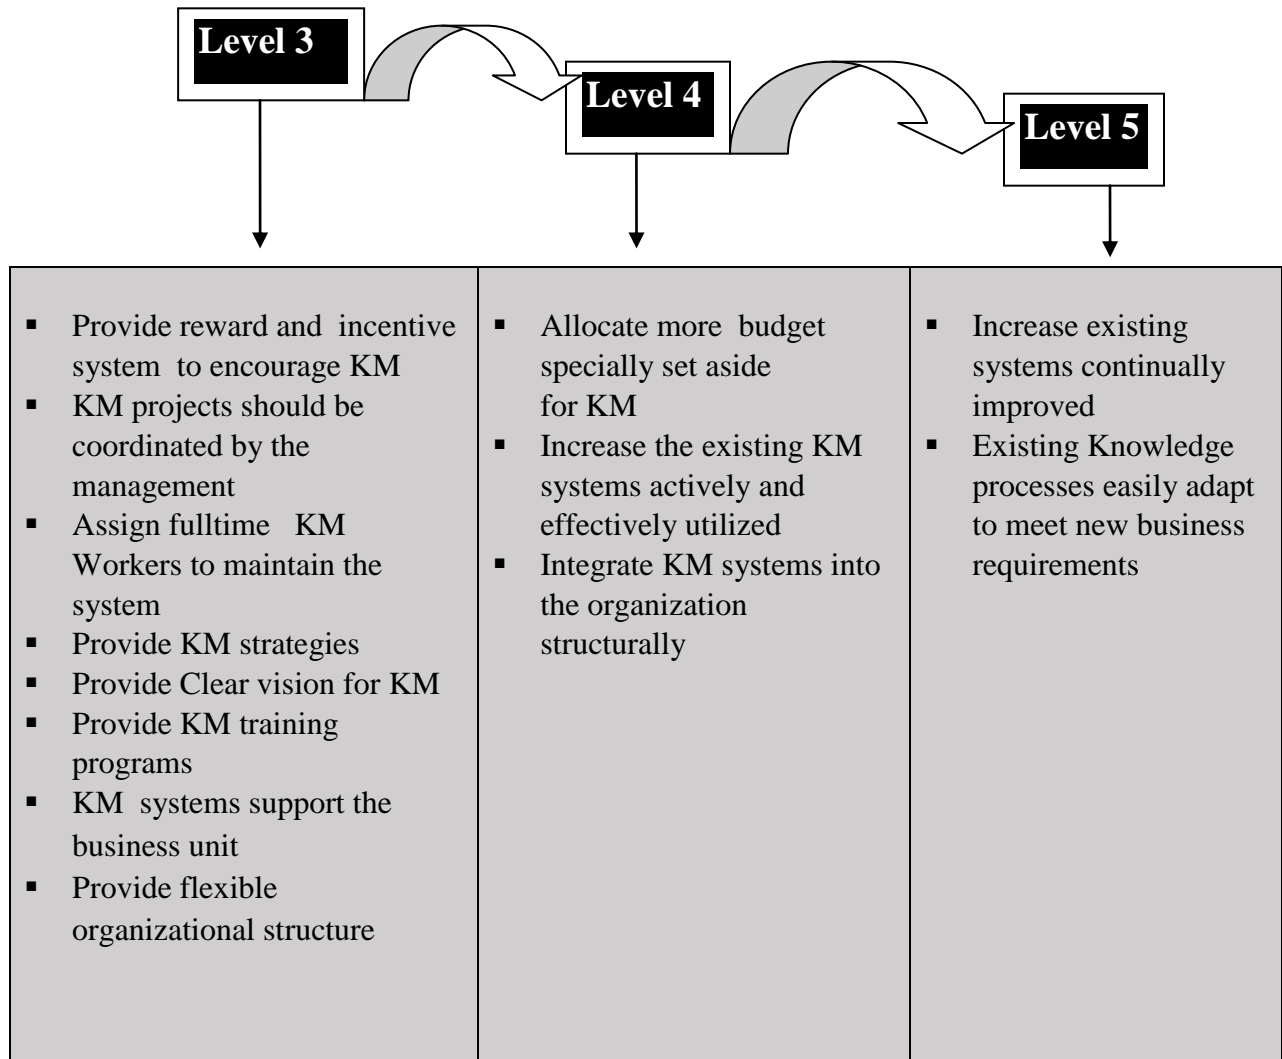 Level 3
Level 4
Level 5
▪ Provide reward and incentive
system to encourage KM
▪ KM projects should be
coordinated by the
management
▪ Assign fulltime KM
Workers to maintain the
system
▪ Provide KM strategies
▪ Provide Clear vision for KM
▪ Provide KM training
programs
▪ KM systems support the
business unit
▪ Provide flexible
organizational structure
▪ Allocate more budget
specially set aside
for KM
▪ Increase the existing KM
systems actively and
effectively utilized
▪ Integrate KM systems into
the organization
structurally
▪ Increase existing
systems continually
improved
▪ Existing Knowledge
processes easily adapt
to meet new business
requirements